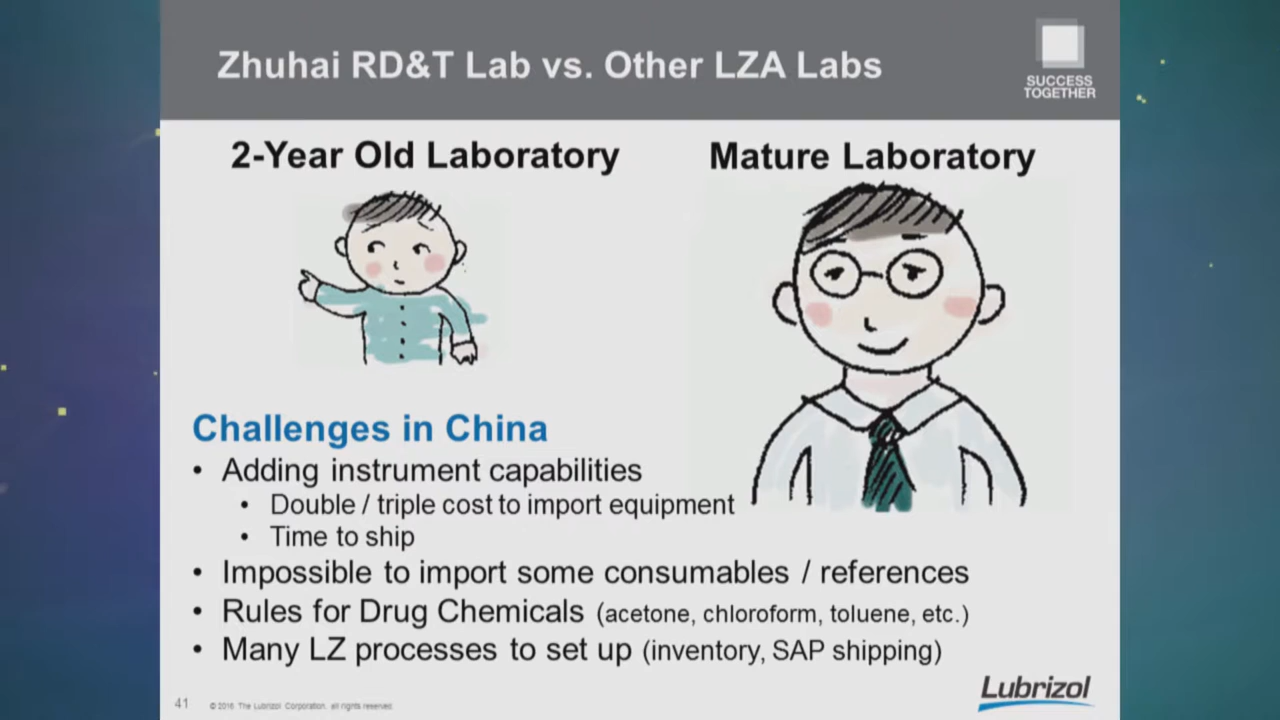 Zhuhai RD&T Lab vs. Other LZA Labs
SUCCESS
TOGETHER
2-Year Old Laboratory
Mature Laboratory
Challenges in China
• Adding instrument capabilities
• Double / triple cost to import equipment
• Time to ship
• Impossible to import some consumables / references
• Rules for Drug Chemicals (acetone, chloroform, toluene, etc.)
• Many LZ processes to set up (inventory, SAP shipping)
41
© 2016 The Lubrizol Corporation, all rights reserved.
Lubrizol